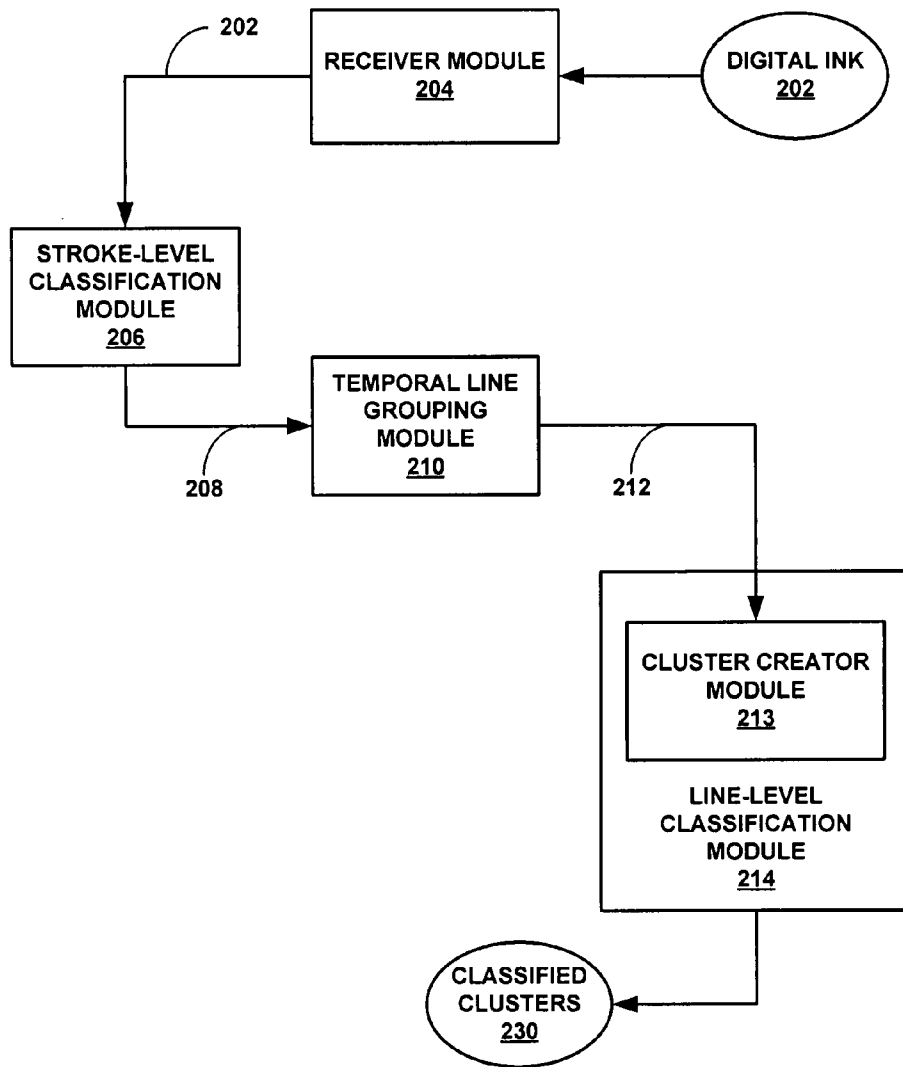 202
RECEIVER MODULE
204
DIGITAL INK
202
STROKE-LEVEL
CLASSIFICATION
MODULE
206
TEMPORAL LINE
GROUPING
MODULE
210
208
212
CLUSTER CREATOR
MODULE
213
LINE-LEVEL
CLASSIFICATION
MODULE
214
CLASSIFIED
CLUSTERS
230